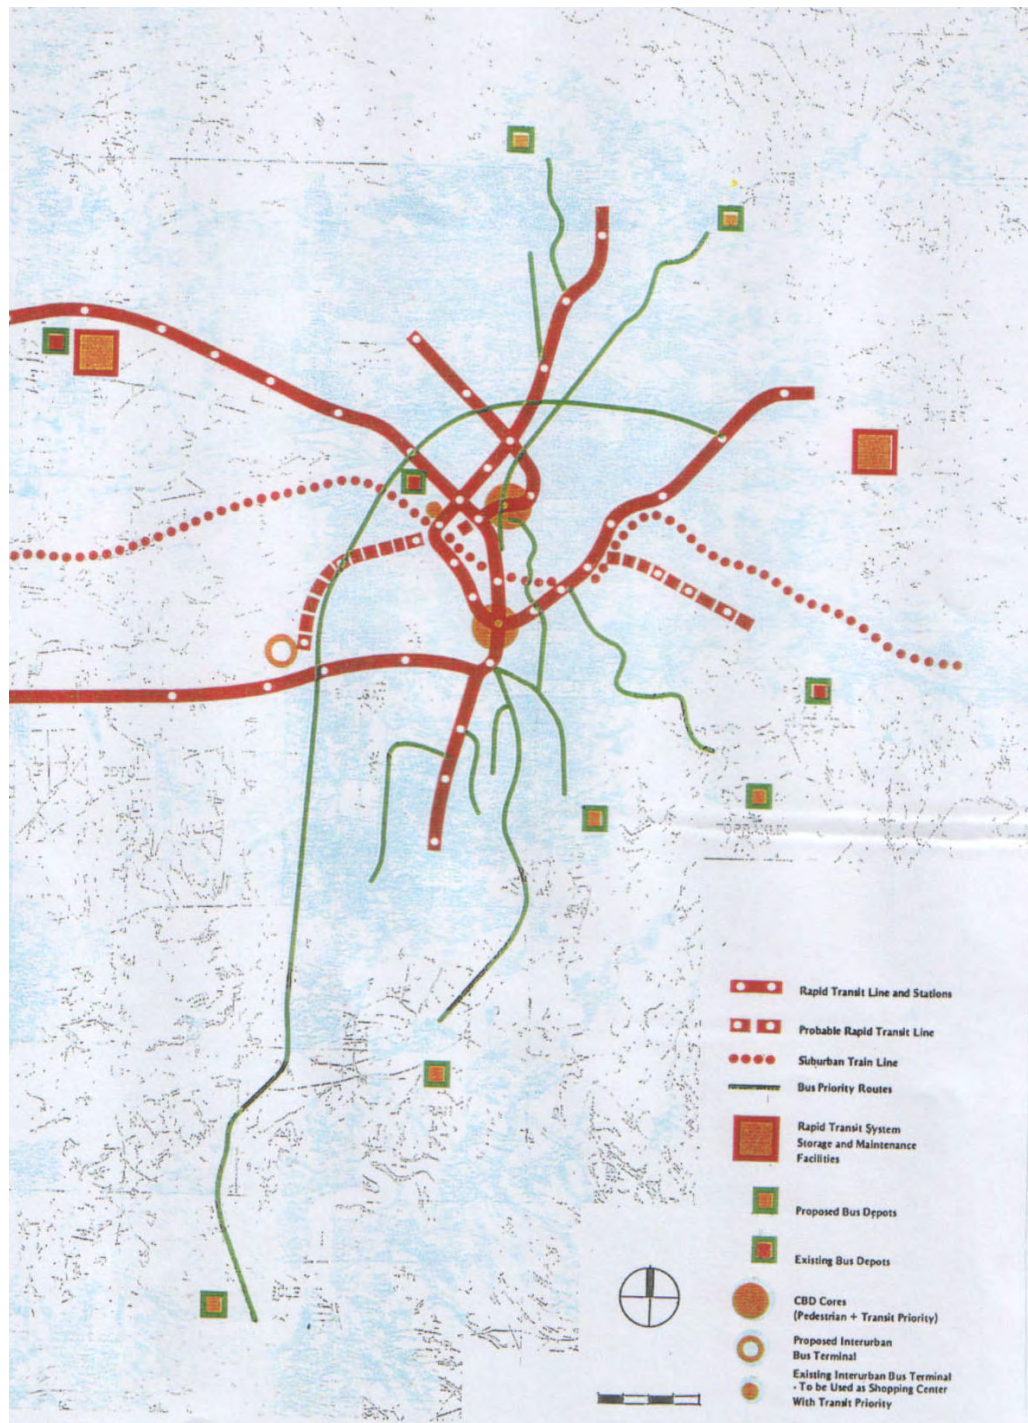 Rapid Transit Line and Stations
Probable Rapid Transit Line
Suburban Train Line
Bus Priority Routes
Rapid Transit System
Storage and Maintenance
Facilities
Proposed Bus Depots
Existing Bus Depots
CBD Cores
(Pedestrian + Transit Priority)
Proposed Interurban
Bus Terminal
Existing Interurban Bus Terminal
- To be Used as Shopping Center
With Transit Priority